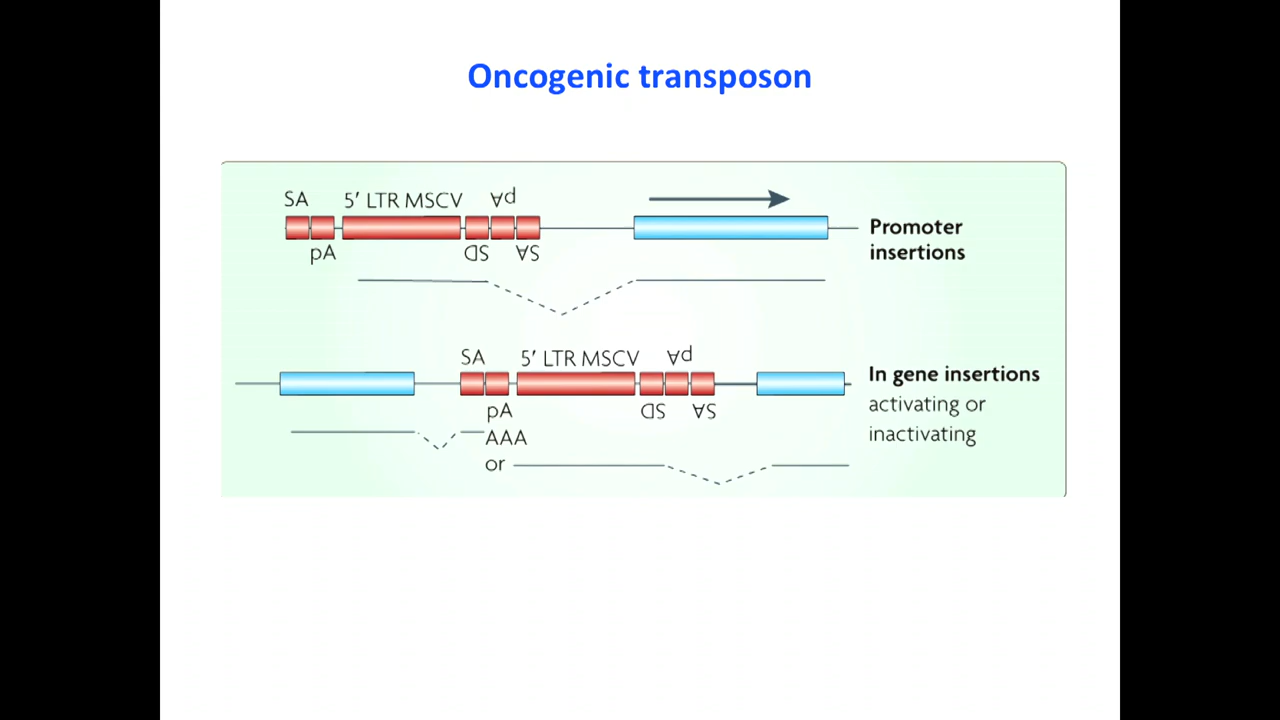 Oncogenic transposon
SA 5′ LTR MSCV pA
pA SD SA
Promoter
insertions
SA 5′ LTR MSCV pA
pA SD SA
In gene insertions
activating or
inactivating
AAA
or